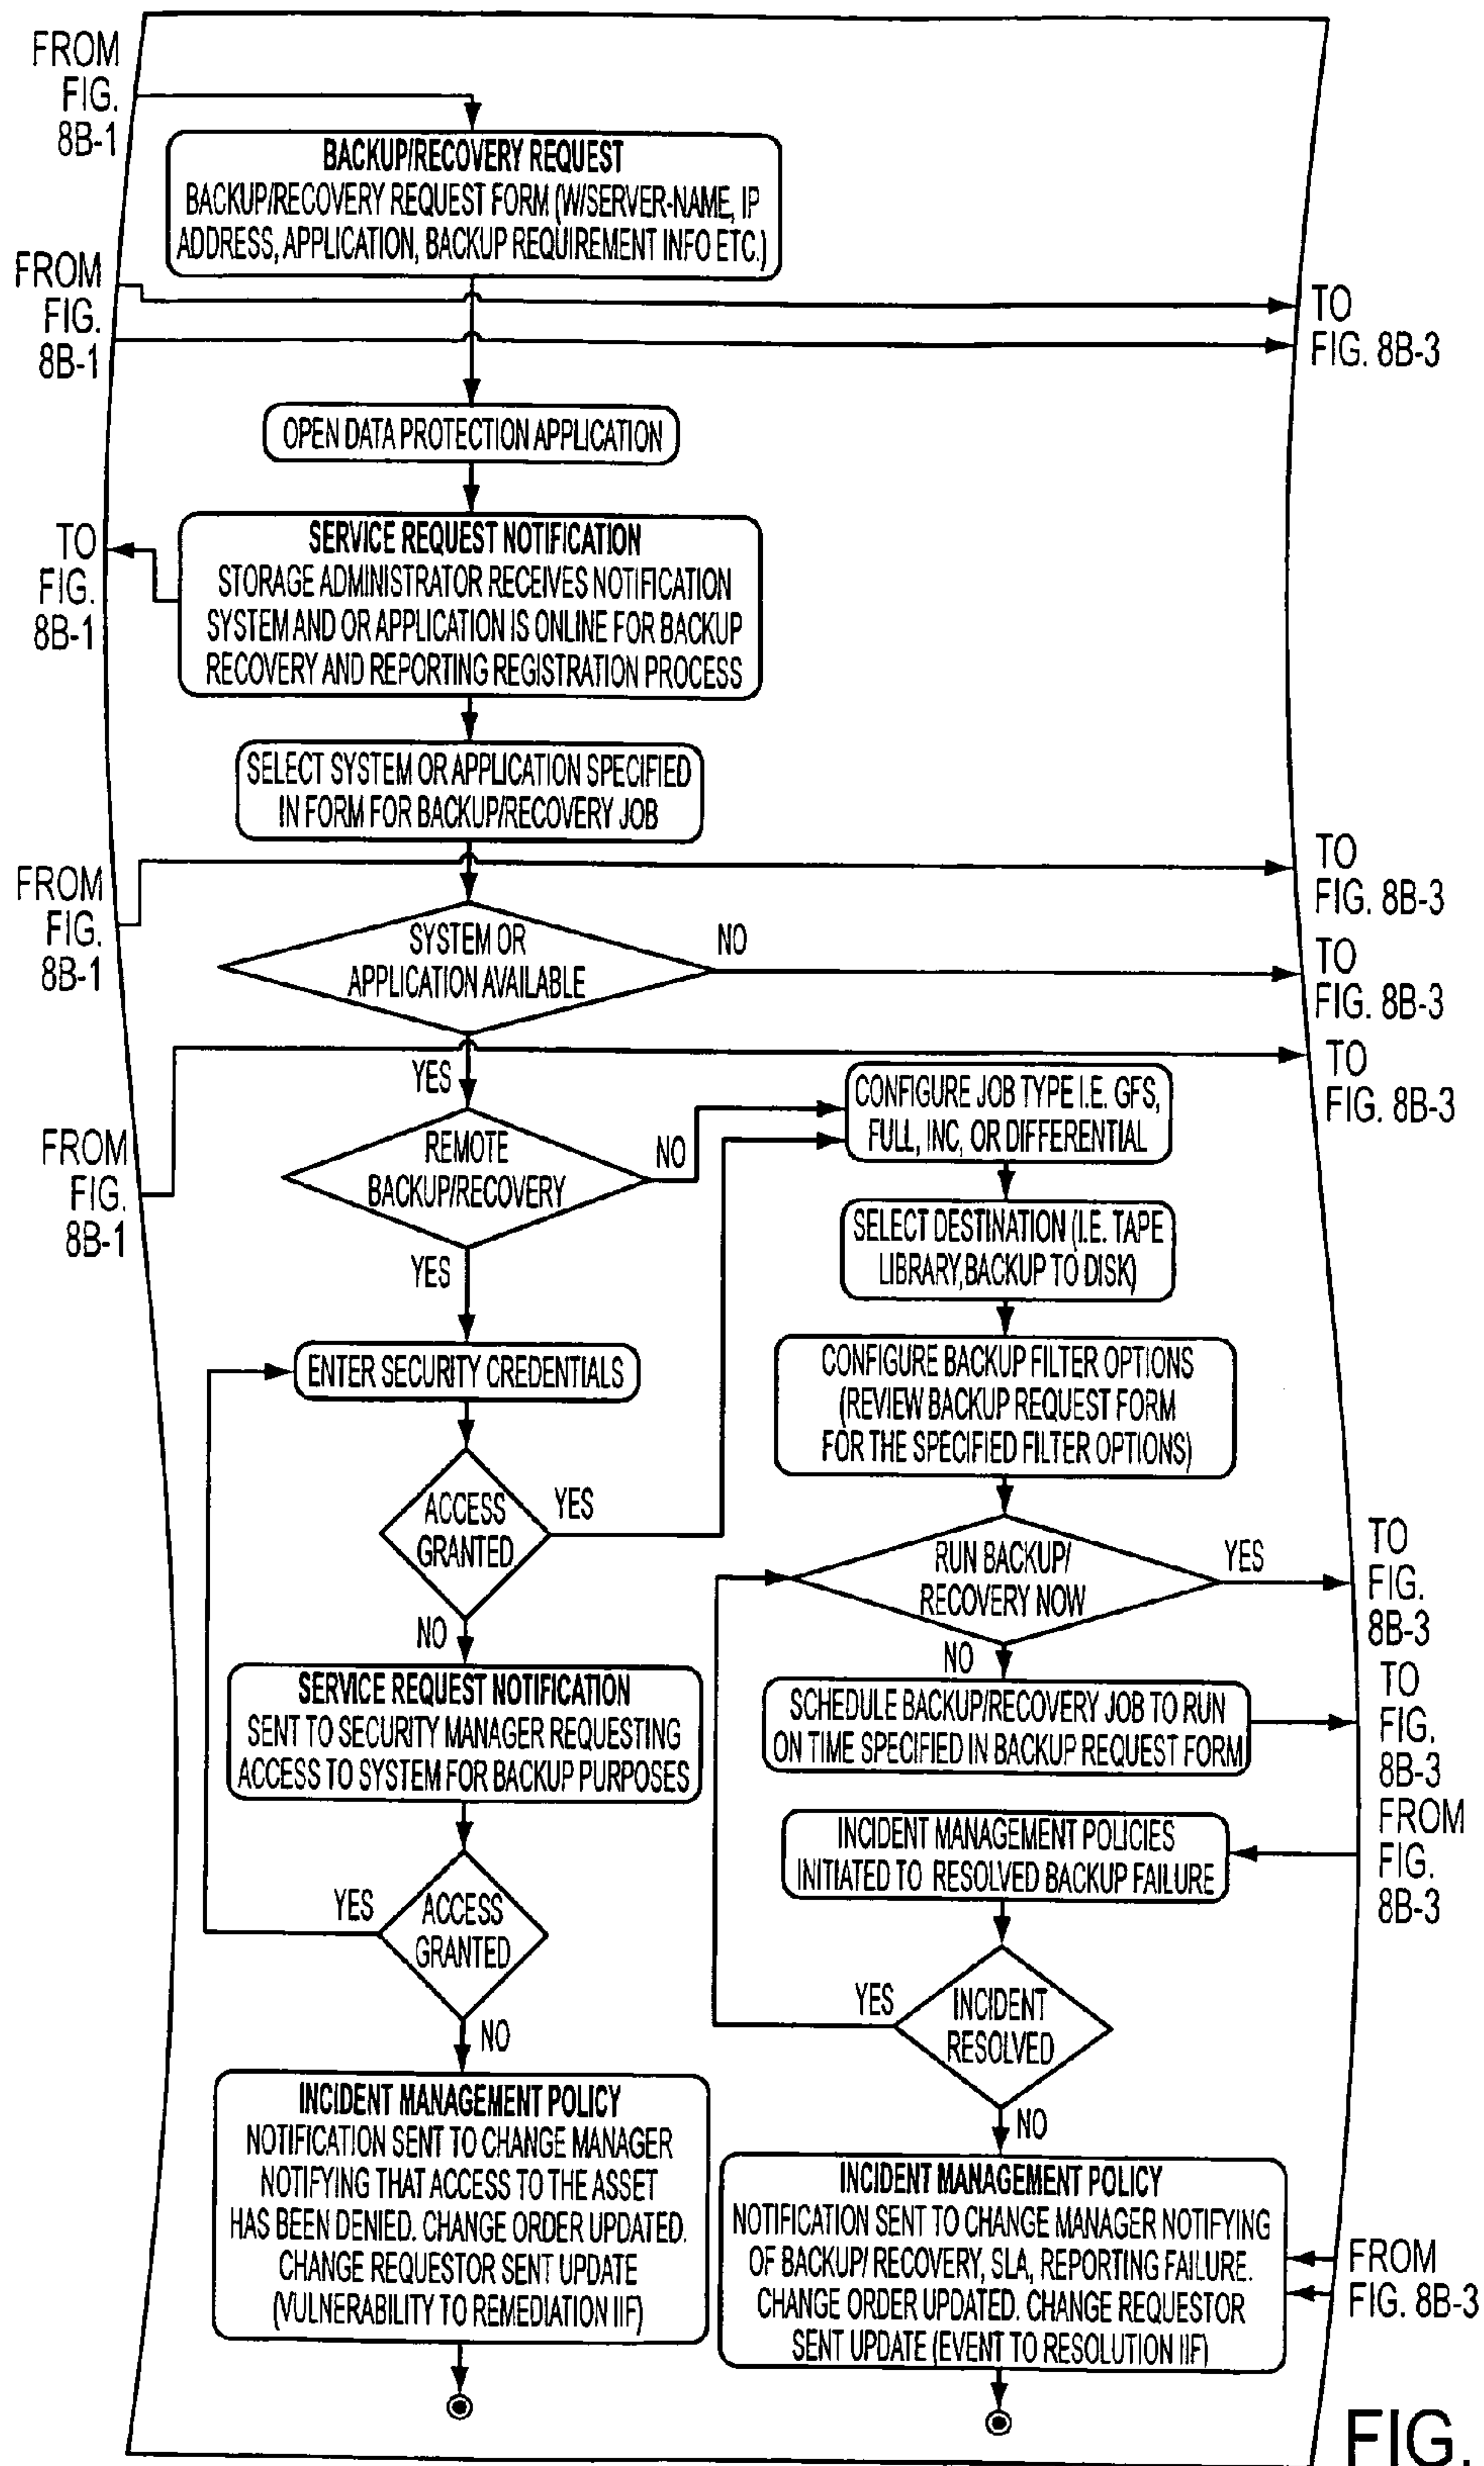 FROM
FIG.
8B-1
BACKUP/RECOVERY REQUEST
BACKUP/RECOVERY REQUEST FORM (W/SERVER-NAME, IP
ADDRESS, APPLICATION, BACKUP REQUIREMENT INFO ETC.)
FROM
FIG.
8B-1
TO
FIG. 8B-3
OPEN DATA PROTECTION APPLICATION
TO
FIG.
8B-1
SERVICE REQUEST NOTIFICATION
STORAGE ADMINISTRATOR RECEIVES NOTIFICATION
SYSTEM AND OR APPLICATION IS ONLINE FOR BACKUP
RECOVERY AND REPORTING REGISTRATION PROCESS
SELECT SYSTEM OR APPLICATION SPECIFIED
IN FORM FOR BACKUP/RECOVERY JOB
FROM
FIG.
8B-1
TO
FIG. 8B-3
SYSTEM OR
APPLICATION AVAILABLE
NO
TO
FIG. 8B-3
YES
TO
FIG. 8B-3
FROM
FIG.
8B-1
REMOTE
BACKUP/RECOVERY
NO
YES
CONFIGURE JOB TYPE I.E. GFS,
FULL, INC, OR DIFFERENTIAL
SELECT DESTINATION (I.E. TAPE
LIBRARY,BACKUP TO DISK)
ENTER SECURITY CREDENTIALS
CONFIGURE BACKUP FILTER OPTIONS
(REVIEW BACKUP REQUEST FORM
FOR THE SPECIFIED FILTER OPTIONS)
ACCESS
GRANTED
YES
NO
RUN BACKUP/
RECOVERY NOW
YES
TO
FIG.
8B-3
NO
SERVICE REQUEST NOTIFICATION
SENT TO SECURITY MANAGER REQUESTING
ACCESS TO SYSTEM FOR BACKUP PURPOSES
SCHEDULE BACKUP/RECOVERY JOB TO RUN
ON TIME SPECIFIED IN BACKUP REQUEST FORM
TO
FIG.
8B-3
INCIDENT MANAGEMENT POLICIES
INITIATED TO RESOLVED BACKUP FAILURE
FROM
FIG.
8B-3
YES
ACCESS
GRANTED
NO
YES
INCIDENT
RESOLVED
NO
INCIDENT MANAGEMENT POLICY
NOTIFICATION SENT TO CHANGE MANAGER
NOTIFYING THAT ACCESS TO THE ASSET
HAS BEEN DENIED. CHANGE ORDER UPDATED.
CHANGE REQUESTOR SENT UPDATE
(VULNERABILITY TO REMEDIATION IIF)
INCIDENT MANAGEMENT POLICY
NOTIFICATION SENT TO CHANGE MANAGER NOTIFYING
OF BACKUP/ RECOVERY, SLA, REPORTING FAILURE.
CHANGE ORDER UPDATED. CHANGE REQUESTOR
SENT UPDATE (EVENT TO RESOLUTION IIF)
FROM
FIG. 8B-3
FIG.